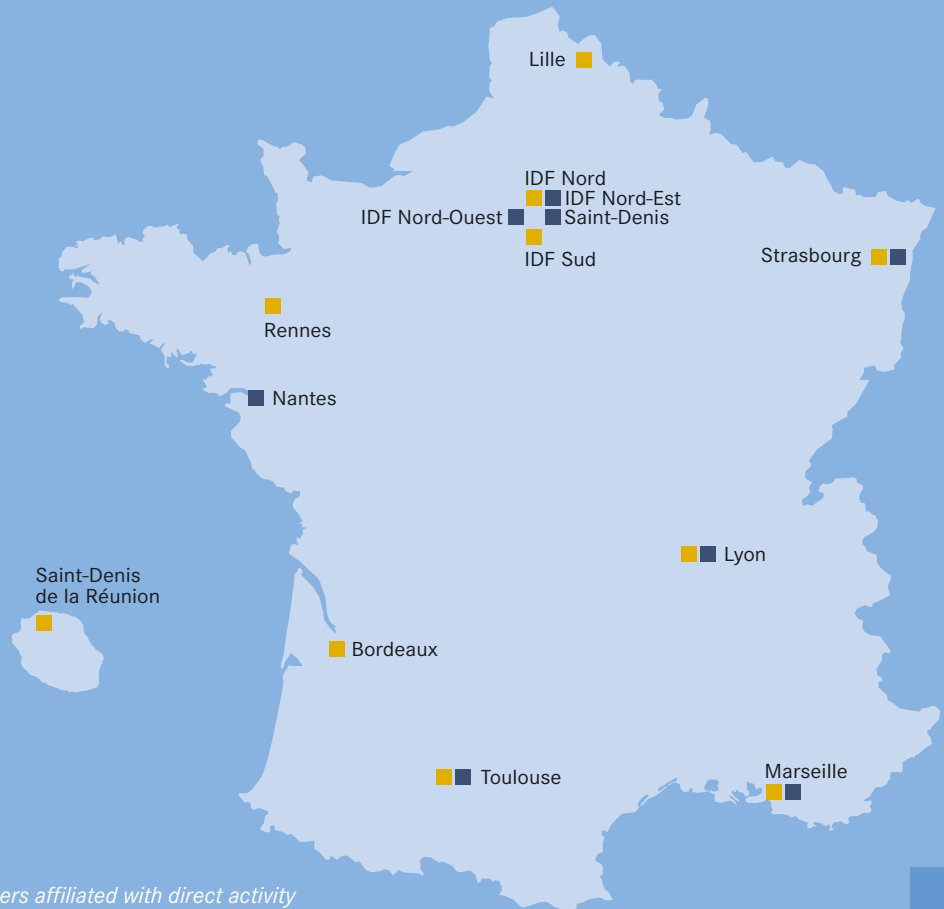 Lille
IDF Nord
IDF Nord-Est
IDF Nord-Ouest
Saint-Denis
IDF Sud
Strasbourg
Rennes
Nantes
Lyon
Saint-Denis
de la Réunion
Bordeaux
Toulouse
Marseille
affiliated with direct activity